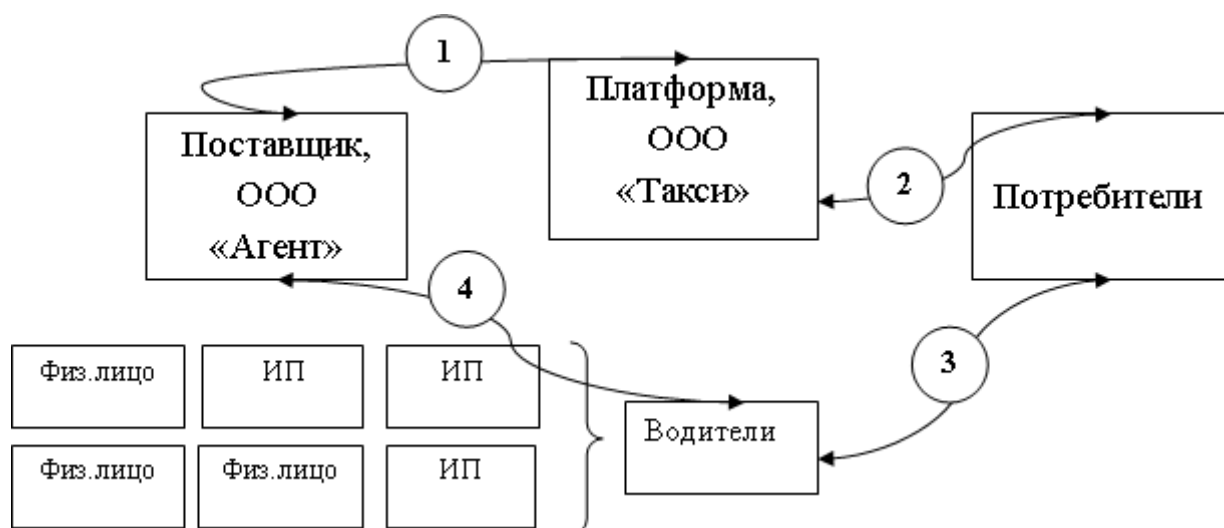 1
Платформа,
ООО
«Такси»
Поставщик,
ООО
«Агент»
2
Потребители
4
3
Физ.лицо
ИП
ИП
Водители
Физ.лицо
Физ.лицо
ИП